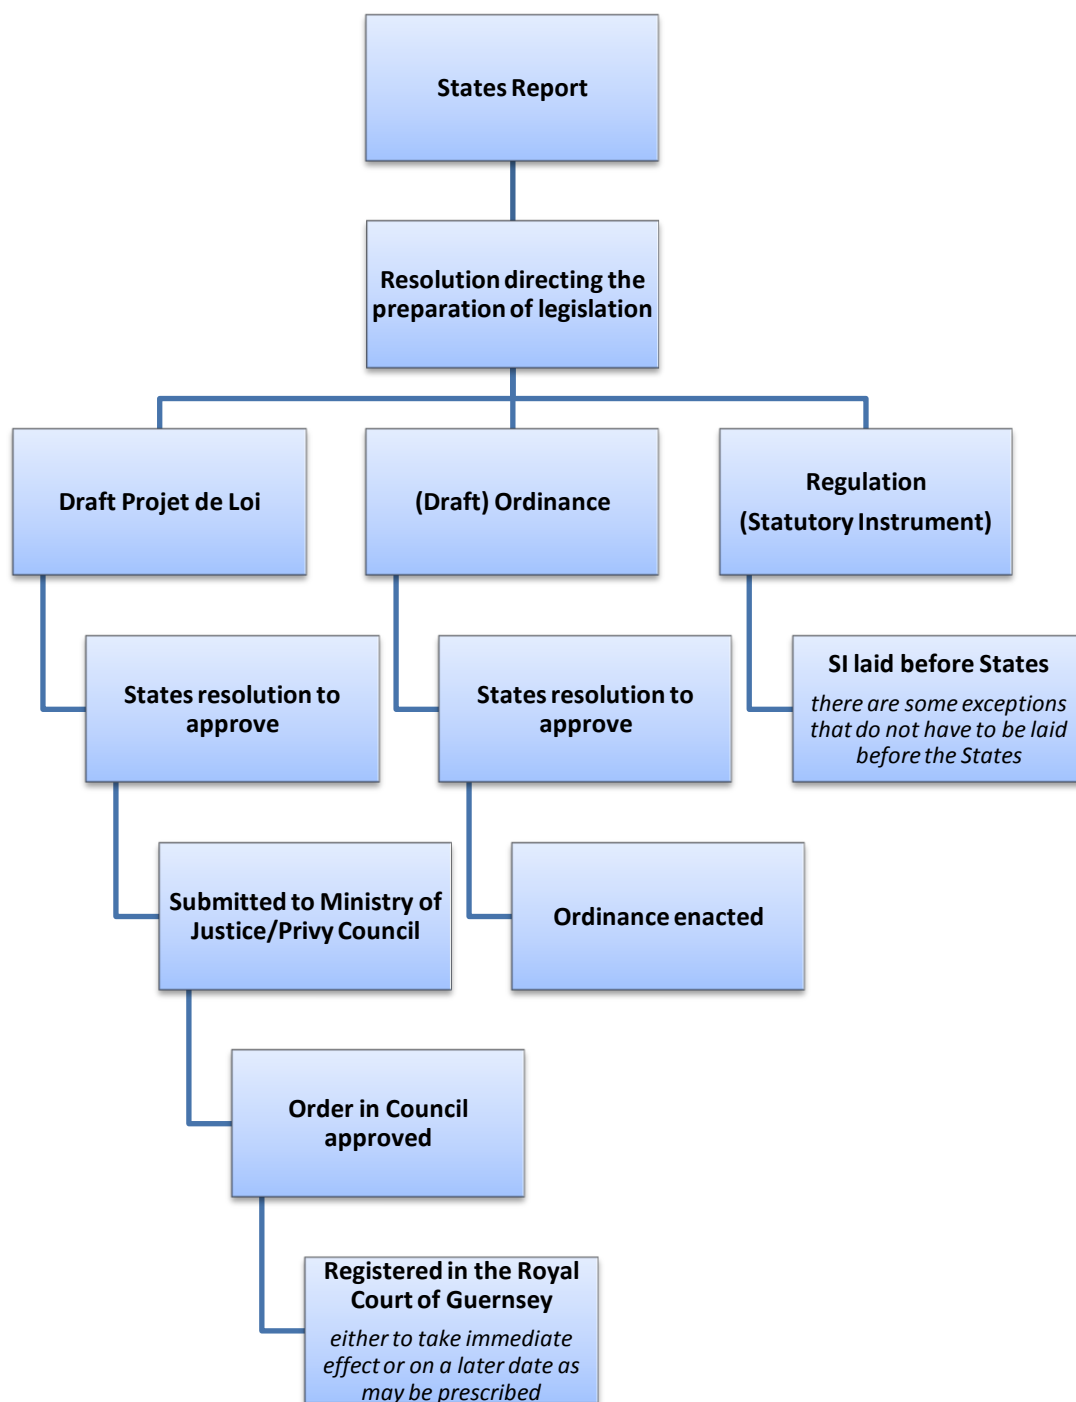 States Report
Resolution directing the
preparation of legislation
Draft Projet de Loi
(Draft) Ordinance
Regulation
(Statutory Instrument)
States resolution to
approve
States resolution to
approve
SI laid before States
there are some exceptions
that do not have to be laid
before the States
Submitted to Ministry of
Justice/Privy Council
Ordinance enacted
Order in Council
approved
Registered in the Royal
Court of Guernsey
either to take immediate
effect or on a later date as
may be prescribed